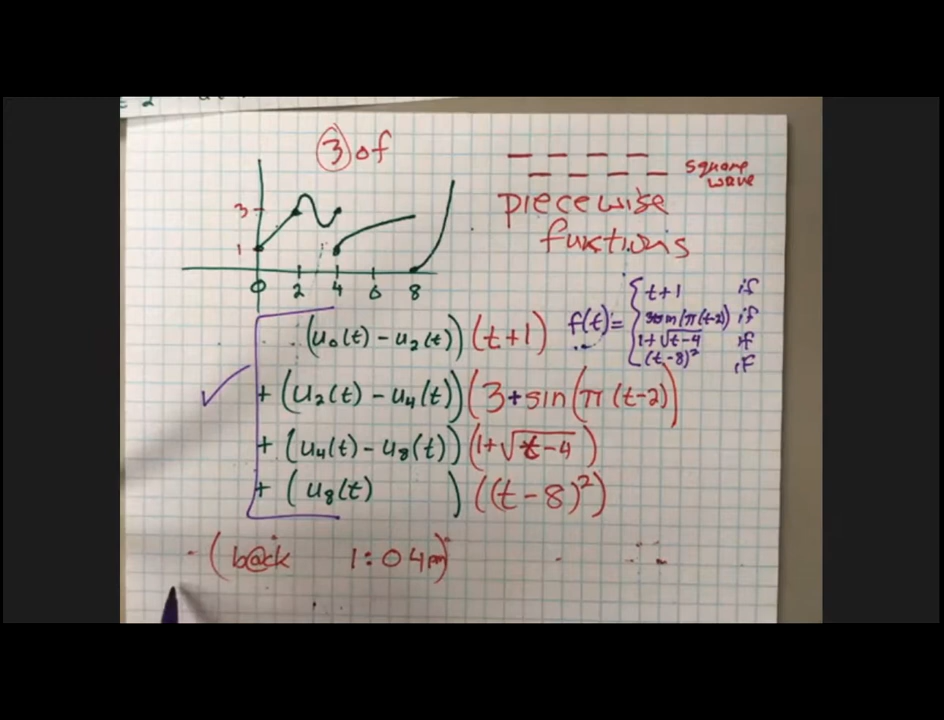 ③ of
square
wave
piecewise
functions
3
1
0 2 4 6 8
f(t) = { t+1 if
3+sin(π(t-2)) if
1+√t-4 if
(t-8)² if
(u₀(t) - u₂(t)) (t+1)
+ (u₂(t) - u₄(t)) (3+sin(π(t-2))
+ (u₄(t) - u₈(t)) (1+√t-4)
+ (u₈(t) ) ((t-8)²)
(back 1:04pm)